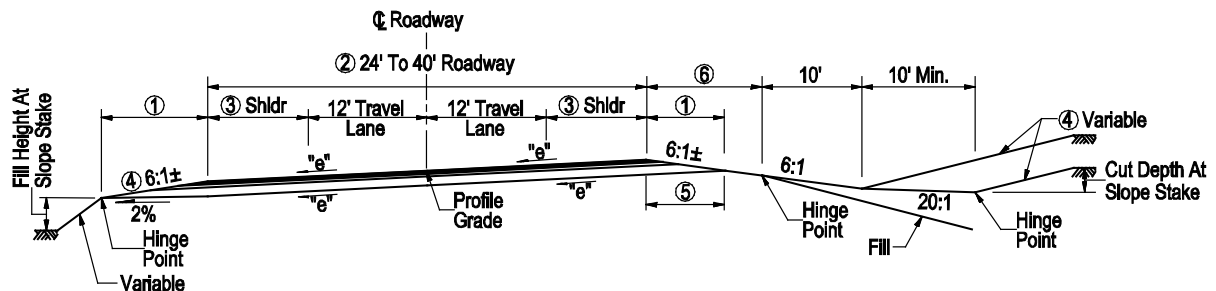 ℄ Roadway
② 24' To 40' Roadway
⑥
10'
10' Min.
①
③ Shldr
12' Travel
Lane
12' Travel
Lane
③ Shldr
①
④ Variable
Fill Height At
Slope Stake
"e"
"e"
④ 6:1±
6:1±
6:1
Cut Depth At
Slope Stake
2%
"e"
"e"
⑤
20:1
Profile
Grade
Hinge
Point
Hinge
Point
Hinge
Point
Fill
Variable